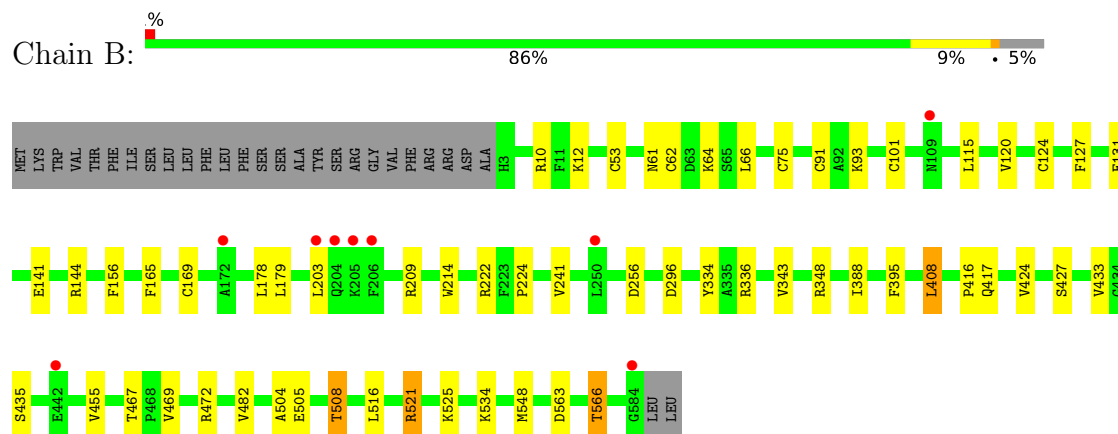 Chain B:
%
86%
9%
5%
MET LYS TRP VAL THR PHE ILE SER LEU LEU PHE LEU PHE SER SER ALA TYR SER ARG GLY VAL PHE ARG ARG ASP ALA H3 R10 F11 K12 C53 N61 C62 D63 K64 S65 L66 C75 C91 A92 K93 C101 N109 L115 V120 C124 F127
E141 R144 F156 F165 C169 A172 L178 L179 L203 Q204 K205 F206 R209 W214 R222 F223 P224 V241 L250 D256 D296 Y334 A335 R336 V343 R348 I388 F395 L408 P416 Q417 V424 S427 V433
S435 E442 V455 T467 P468 V469 R472 V482 A504 E505 T508 L516 R521 K525 K534 M548 D563 T566 G584 LEU LEU